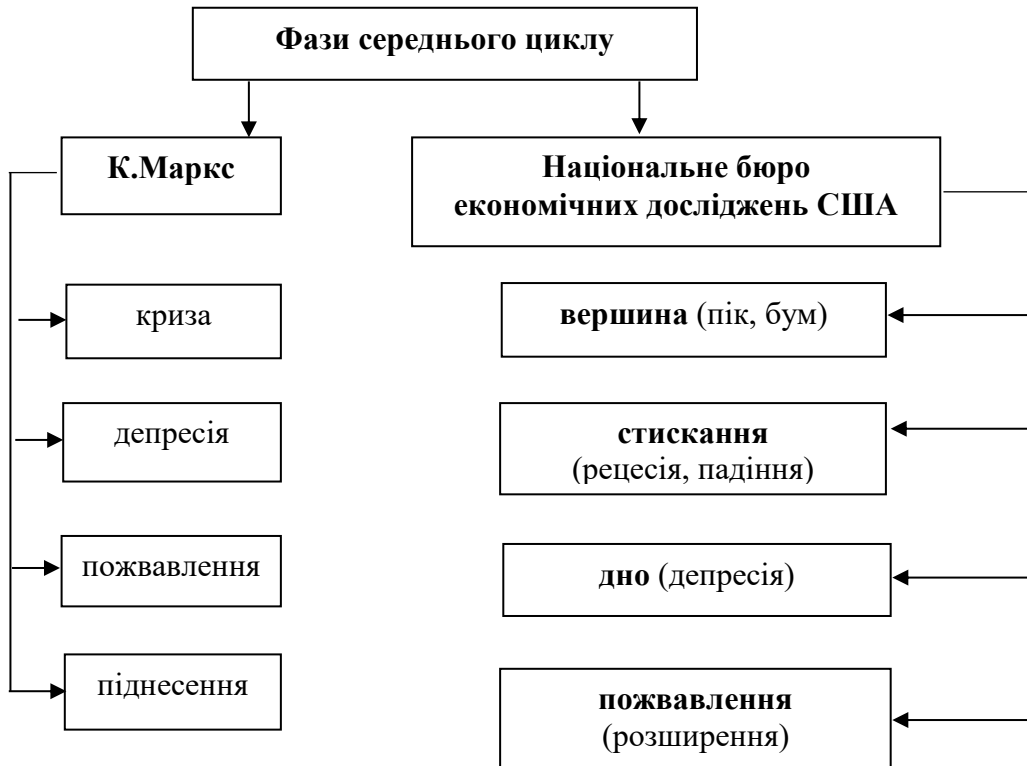 Фази середнього циклу
К.Маркс
Національне бюро
економічних досліджень США
криза
депресія
пожвавлення
піднесення
вершина (пік, бум)
стискання
(рецесія, падіння)
дно (депресія)
пожвавлення
(розширення)